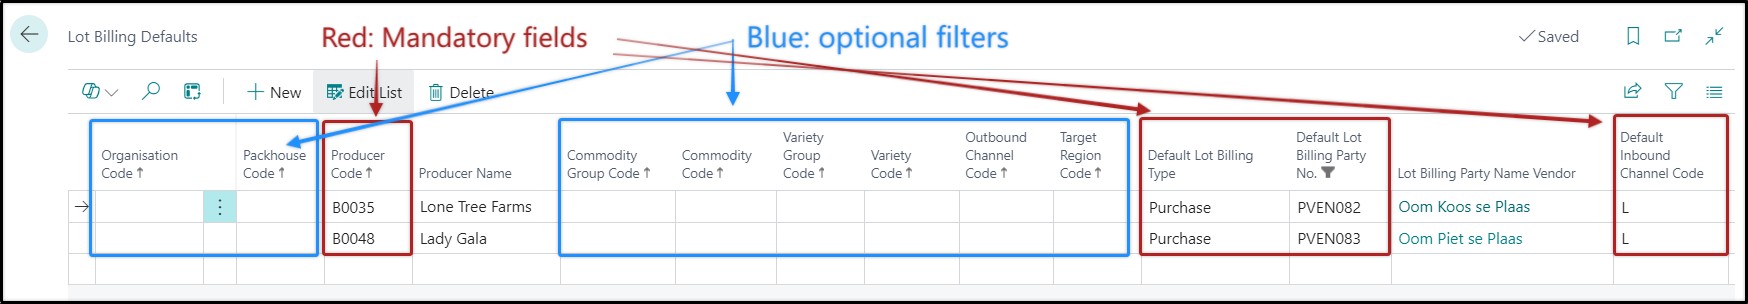 Lot Billing Defaults
Red: Mandatory fields
Blue: optional filters
Saved
New
Edit List
Delete
Organisation
Code
Packhouse
Code
Producer
Code
Producer Name
Commodity
Group Code
Commodity
Code
Variety
Group
Code
Variety
Code
Outbound
Channel
Code
Target
Region
Code
Default Lot Billing
Type
Default Lot
Billing Party
No.
Lot Billing Party Name Vendor
Default
Inbound
Channel Code
B0035 Lone Tree Farms Purchase PVEN082 Oom Koos se Plaas L
B0048 Lady Gala Purchase PVEN083 Oom Piet se Plaas L